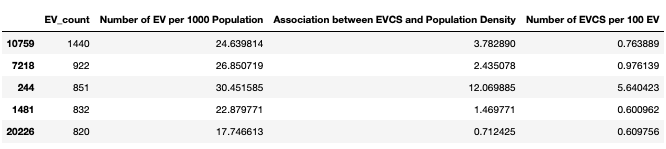 EV_count Number of EV per 1000 Population Association between EVCS and Population Density Number of EVCS per 100 EV
10759 1440 24.639814 3.782890 0.763889
7218 922 26.850719 2.435078 0.976139
244 851 30.451585 12.069885 5.640423
1481 832 22.879771 1.469771 0.600962
20226 820 17.746613 0.712425 0.609756